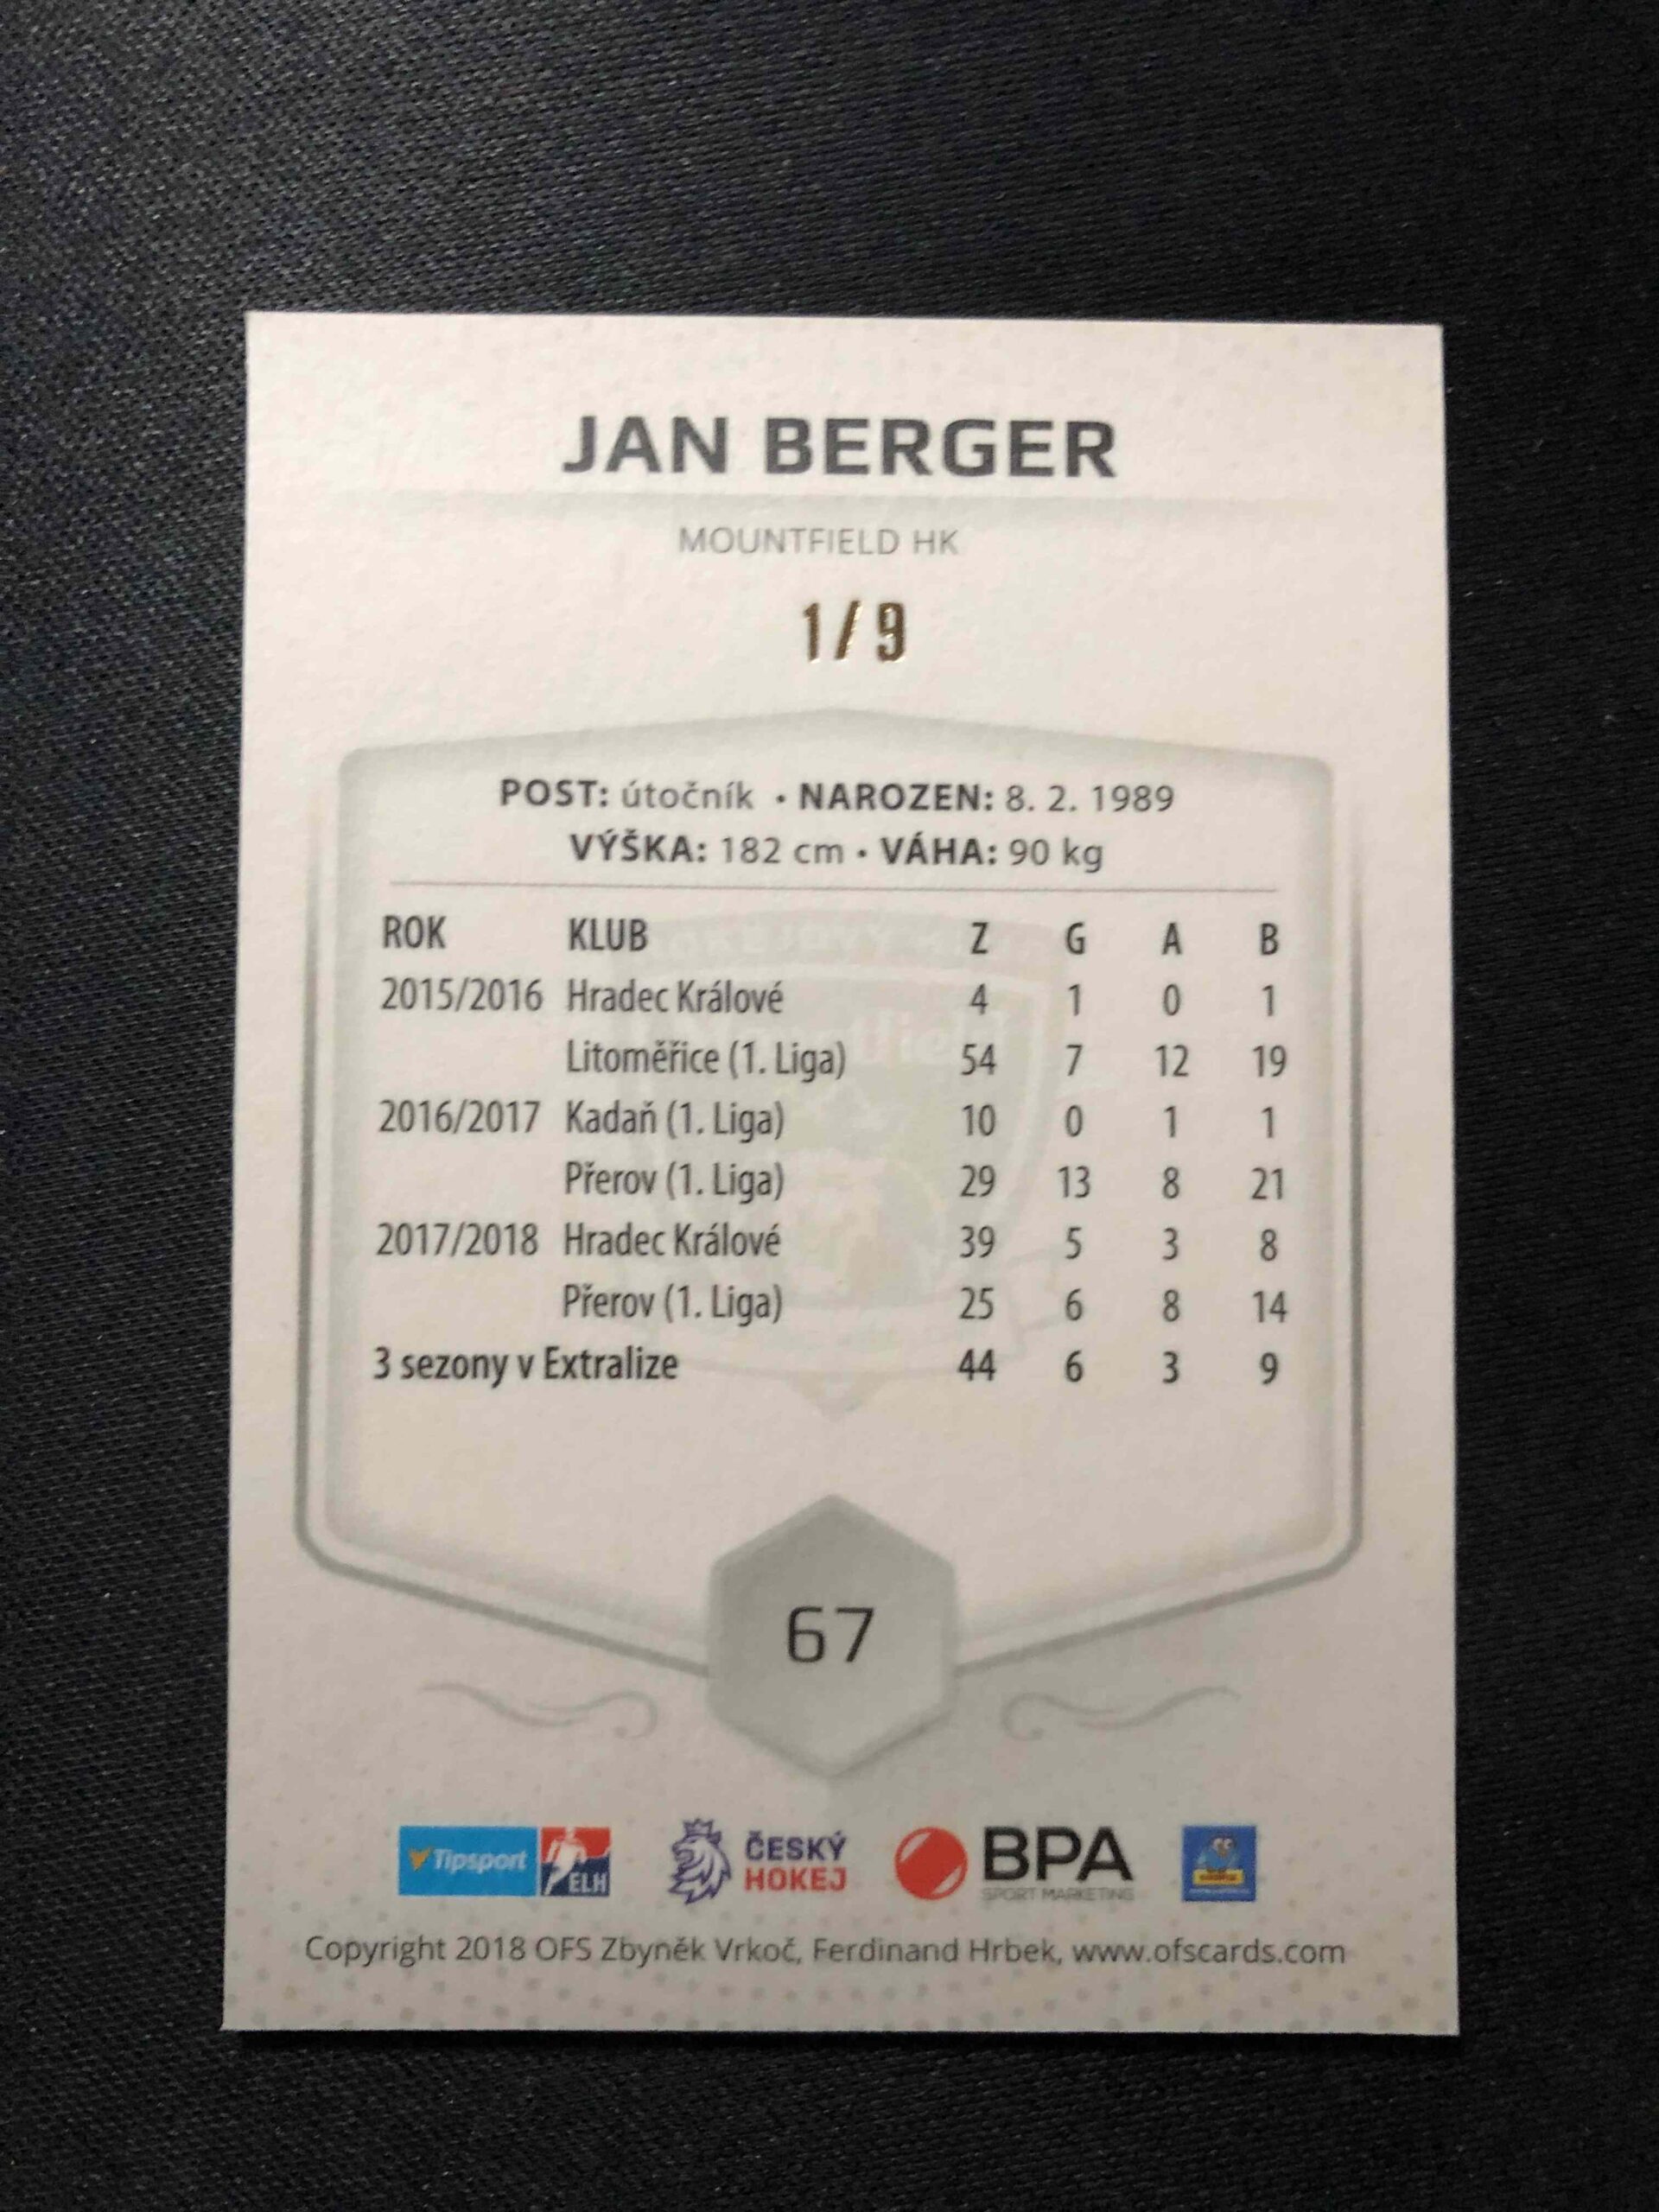 JAN BERGER
MOUNTFIELD HK
1/9
POST: útočník • NAROZEN: 8. 2. 1989
VÝŠKA: 182 cm • VÁHA: 90 kg
ROK KLUB Z G A B
2015/2016 Hradec Králové 4 1 0 1
Litoměřice (1. Liga) 54 7 12 19
2016/2017 Kadaň (1. Liga) 10 0 1 1
Přerov (1. Liga) 29 13 8 21
2017/2018 Hradec Králové 39 5 3 8
Přerov (1. Liga) 25 6 8 14
3 sezony v Extralize 44 6 3 9
67
Tipsport ELH
ČESKÝ
HOKEJ
BPA
SPORT MARKETING
Copyright 2018 OFS Zbyněk Vrkoč, Ferdinand Hrbek, www.ofscards.com